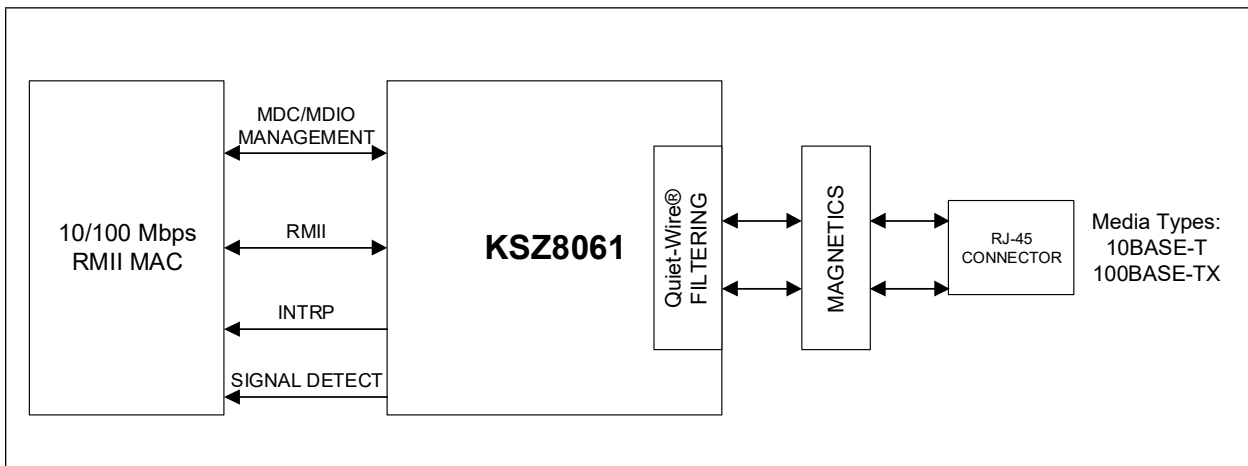 MDC/MDIO
MANAGEMENT
10/100 Mbps
RMII MAC
RMII
INTRP
SIGNAL DETECT
KSZ8061
Quiet-Wire®
FILTERING
MAGNETICS
RJ-45
CONNECTOR
Media Types:
10BASE-T
100BASE-TX